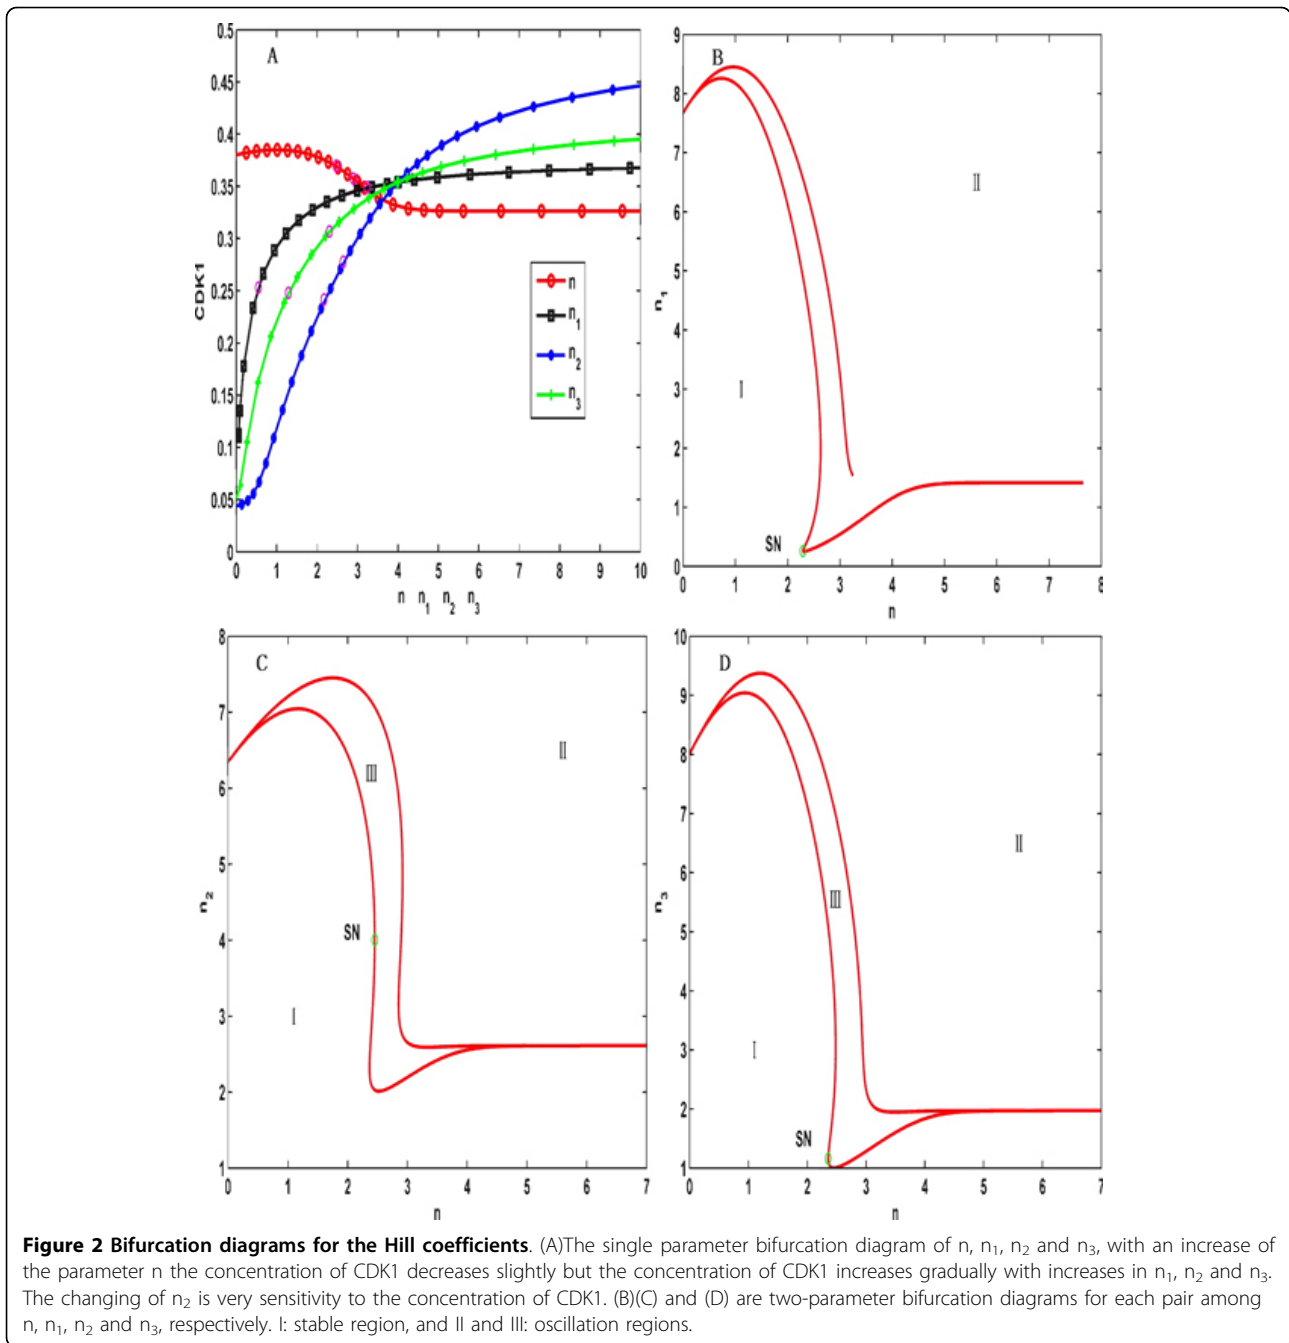 0.5
0.45
0.4
0.35
0.3
0.25
0.2
0.15
0.1
0.05
0
CDK1
A
n
n1
n2
n3
0 1 2 3 4 5 6 7 8 9 10
n n1 n2 n3
9
8
7
6
5
4
3
2
1
0
n1
B
II
I
SN
0 1 2 3 4 5 6 7 8
n
8
7
6
5
4
3
2
1
n2
C
II
III
SN
I
0 1 2 3 4 5 6 7
n
10
9
8
7
6
5
4
3
2
1
n3
D
II
III
I
SN
0 1 2 3 4 5 6 7
n
Figure 2 Bifurcation diagrams for the Hill coefficients. (A)The single parameter bifurcation diagram of n, n1, n2 and n3, with an increase of
the parameter n the concentration of CDK1 decreases slightly but the concentration of CDK1 increases gradually with increases in n1, n2 and n3.
The changing of n2 is very sensitivity to the concentration of CDK1. (B)(C) and (D) are two-parameter bifurcation diagrams for each pair among
n, n1, n2 and n3, respectively. I: stable region, and II and III: oscillation regions.